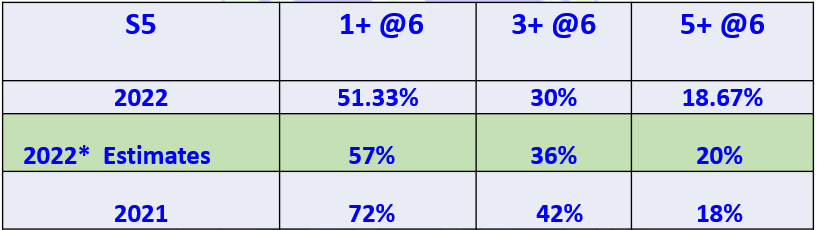 S5 1+ @6 3+ @6 5+ @6
2022 51.33% 30% 18.67%
2022* Estimates 57% 36% 20%
2021 72% 42% 18%